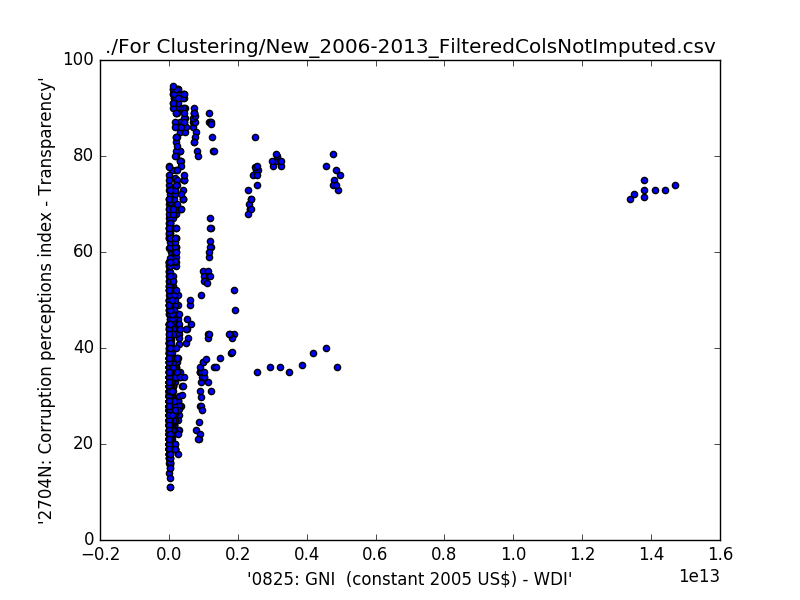 ./For Clustering/New_2006-2013_FilteredColsNotImputed.csv
100
80
60
40
20
0
'2704N: Corruption perceptions index - Transparency'
−0.2 0.0 0.2 0.4 0.6 0.8 1.0 1.2 1.4 1.6
1e13
'0825: GNI  (constant 2005 US$) - WDI'